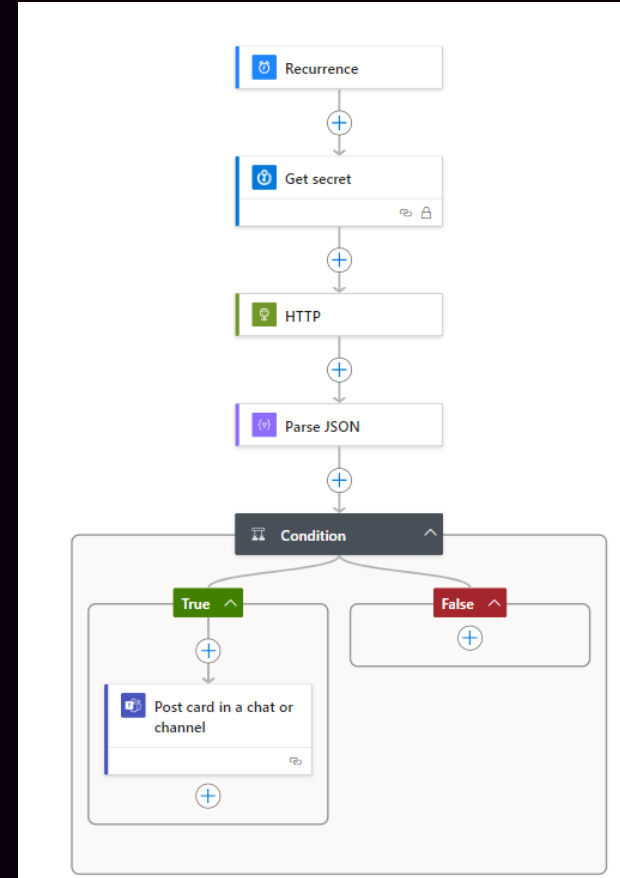 Recurrence
Get secret
HTTP
Parse JSON
Condition
True
False
Post card in a chat or
channel